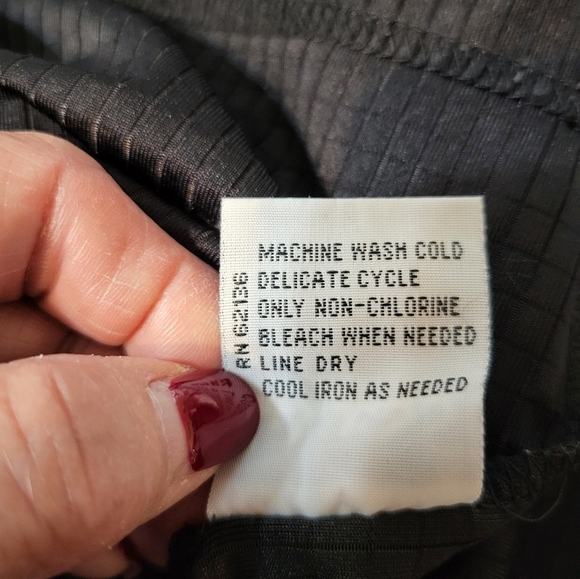 MACHINE WASH COLD
DELICATE CYCLE
ONLY NON-CHLORINE
BLEACH WHEN NEEDED
LINE DRY
COOL IRON AS NEEDED
RN 62136